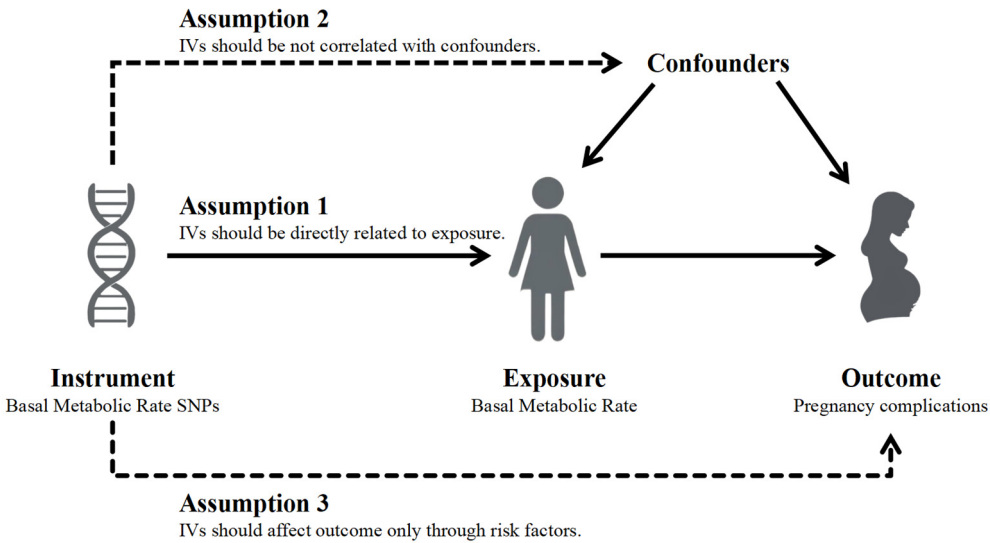 Assumption 2
IVs should be not correlated with confounders.
Confounders
Assumption 1
IVs should be directly related to exposure.
Instrument
Basal Metabolic Rate SNPs
Exposure
Basal Metabolic Rate
Outcome
Pregnancy complications
Assumption 3
IVs should affect outcome only through risk factors.